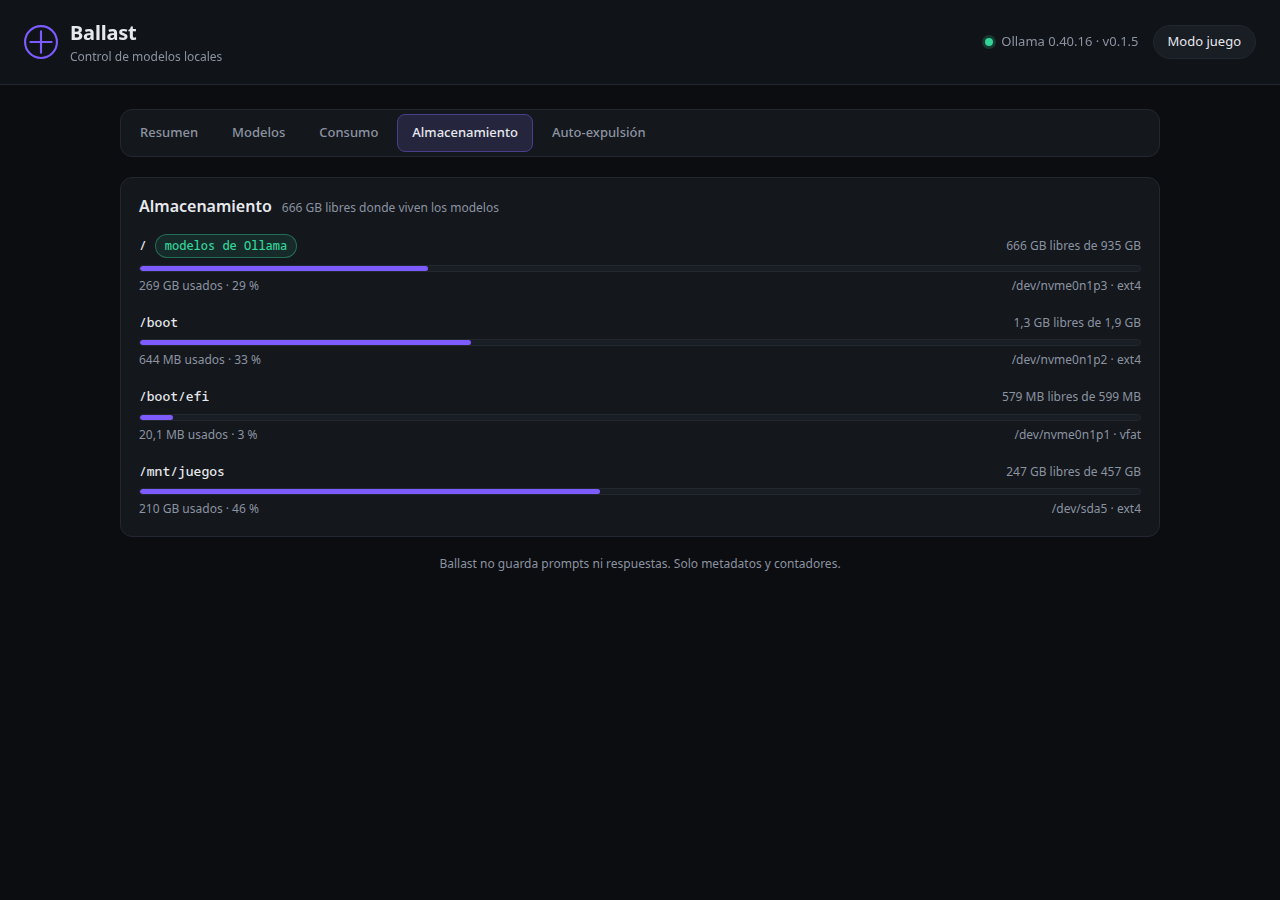 Ballast
Control de modelos locales
Ollama 0.40.16 · v0.1.5
Modo juego
Resumen
Modelos
Consumo
Almacenamiento
Auto-expulsión
Almacenamiento 666 GB libres donde viven los modelos
/ modelos de Ollama 666 GB libres de 935 GB
269 GB usados · 29 % /dev/nvme0n1p3 · ext4
/boot 1,3 GB libres de 1,9 GB
644 MB usados · 33 % /dev/nvme0n1p2 · ext4
/boot/efi 579 MB libres de 599 MB
20,1 MB usados · 3 % /dev/nvme0n1p1 · vfat
/mnt/juegos 247 GB libres de 457 GB
210 GB usados · 46 % /dev/sda5 · ext4
Ballast no guarda prompts ni respuestas. Solo metadatos y contadores.